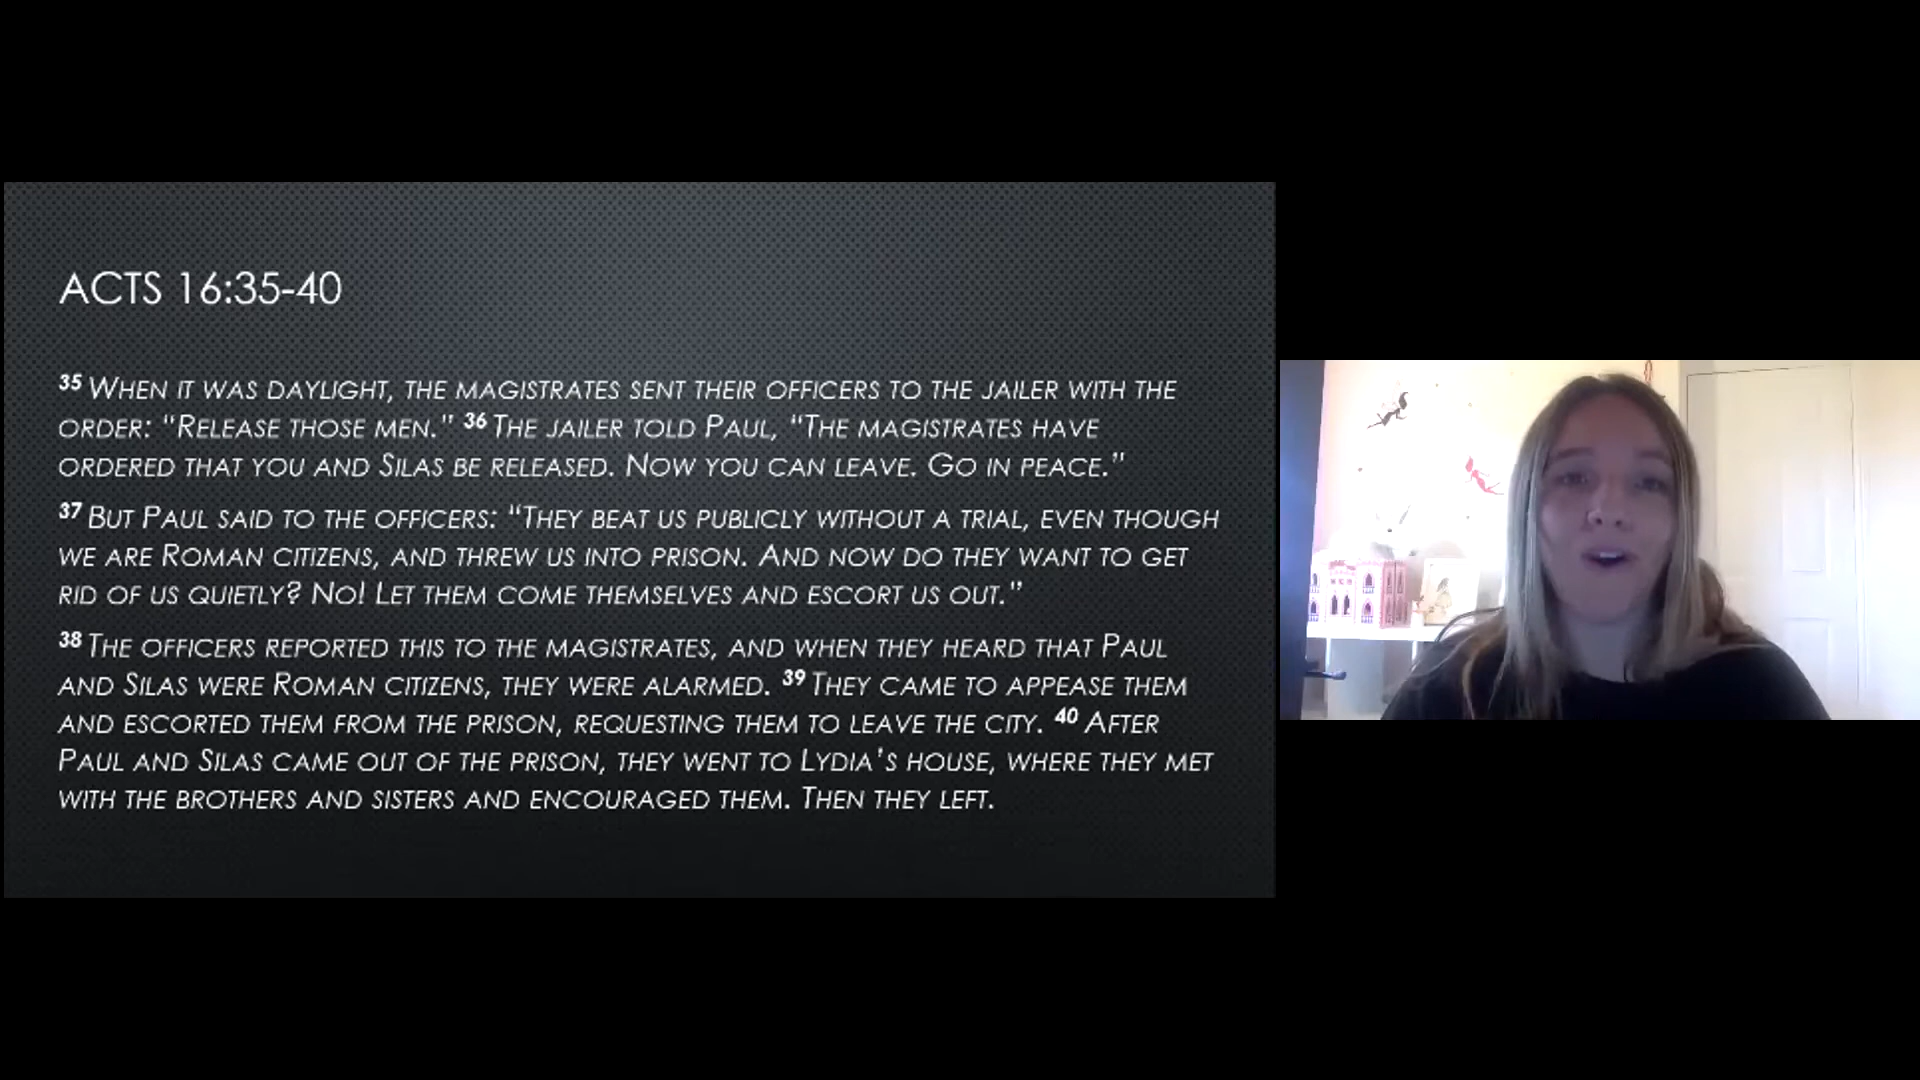 ACTS 16:35-40
35 WHEN IT WAS DAYLIGHT, THE MAGISTRATES SENT THEIR OFFICERS TO THE JAILER WITH THE
ORDER: “RELEASE THOSE MEN.” 36 THE JAILER TOLD PAUL, “THE MAGISTRATES HAVE
ORDERED THAT YOU AND SILAS BE RELEASED. NOW YOU CAN LEAVE. GO IN PEACE.”
37 BUT PAUL SAID TO THE OFFICERS: “THEY BEAT US PUBLICLY WITHOUT A TRIAL, EVEN THOUGH
WE ARE ROMAN CITIZENS, AND THREW US INTO PRISON. AND NOW DO THEY WANT TO GET
RID OF US QUIETLY? NO! LET THEM COME THEMSELVES AND ESCORT US OUT.”
38 THE OFFICERS REPORTED THIS TO THE MAGISTRATES, AND WHEN THEY HEARD THAT PAUL
AND SILAS WERE ROMAN CITIZENS, THEY WERE ALARMED. 39 THEY CAME TO APPEASE THEM
AND ESCORTED THEM FROM THE PRISON, REQUESTING THEM TO LEAVE THE CITY. 40 AFTER
PAUL AND SILAS CAME OUT OF THE PRISON, THEY WENT TO LYDIA’S HOUSE, WHERE THEY MET
WITH THE BROTHERS AND SISTERS AND ENCOURAGED THEM. THEN THEY LEFT.